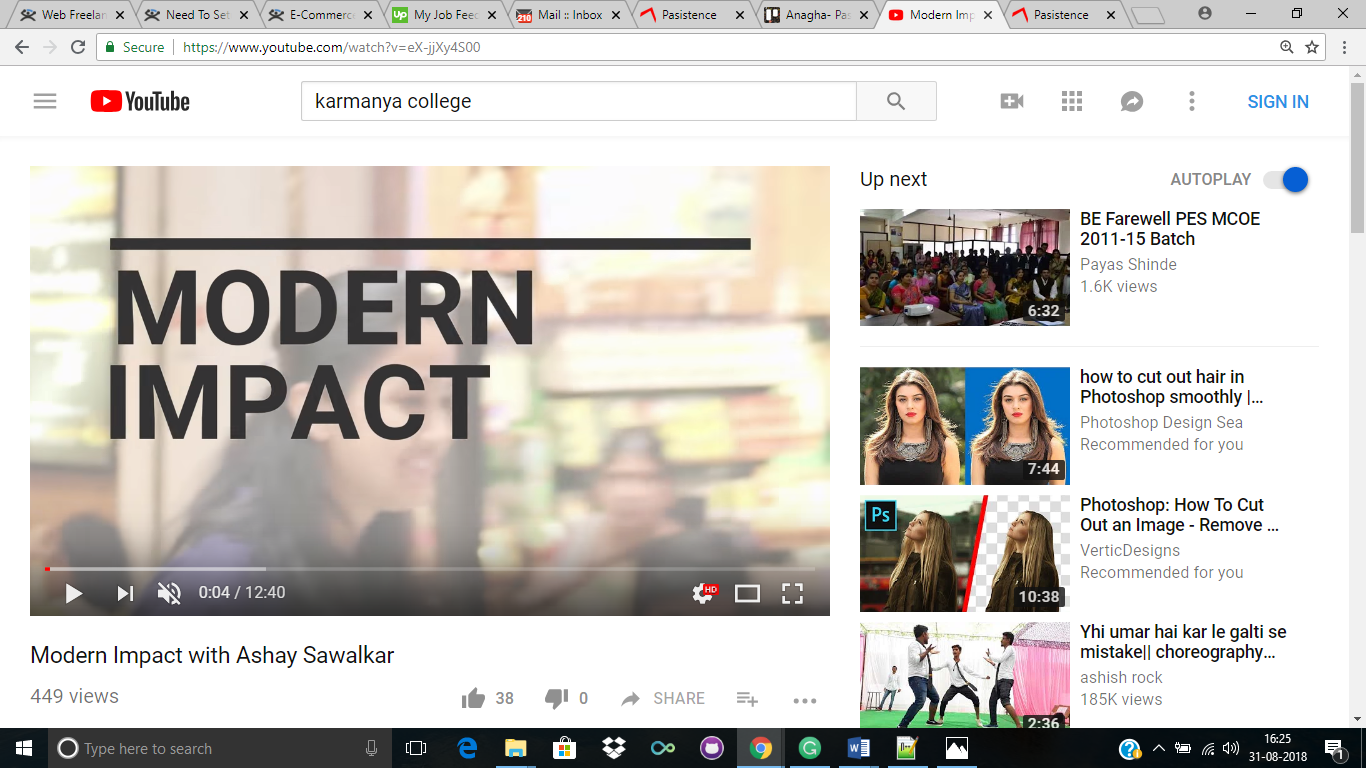 Web Freelan
Need To Set
E-Commerce
My Job Feed
Mail :: Inbox
Pasistence
Anagha- Pas
Modern Imp
Pasistence
Secure
https://www.youtube.com/watch?v=eX-jjXy4S00
YouTube
karmanya college
SIGN IN
MODERN
IMPACT
0:04 / 12:40
HD
Modern Impact with Ashay Sawalkar
449 views
38
0
SHARE
Up next
AUTOPLAY
BE Farewell PES MCOE
2011-15 Batch
Payas Shinde
1.6K views
6:32
how to cut out hair in
Photoshop smoothly |...
Photoshop Design Sea
Recommended for you
7:44
Ps
Photoshop: How To Cut
Out an Image - Remove ...
VerticDesigns
Recommended for you
10:38
Yhi umar hai kar le galti se
mistake|| choreography...
ashish rock
185K views
2:36
Type here to search
16:25
31-08-2018
1